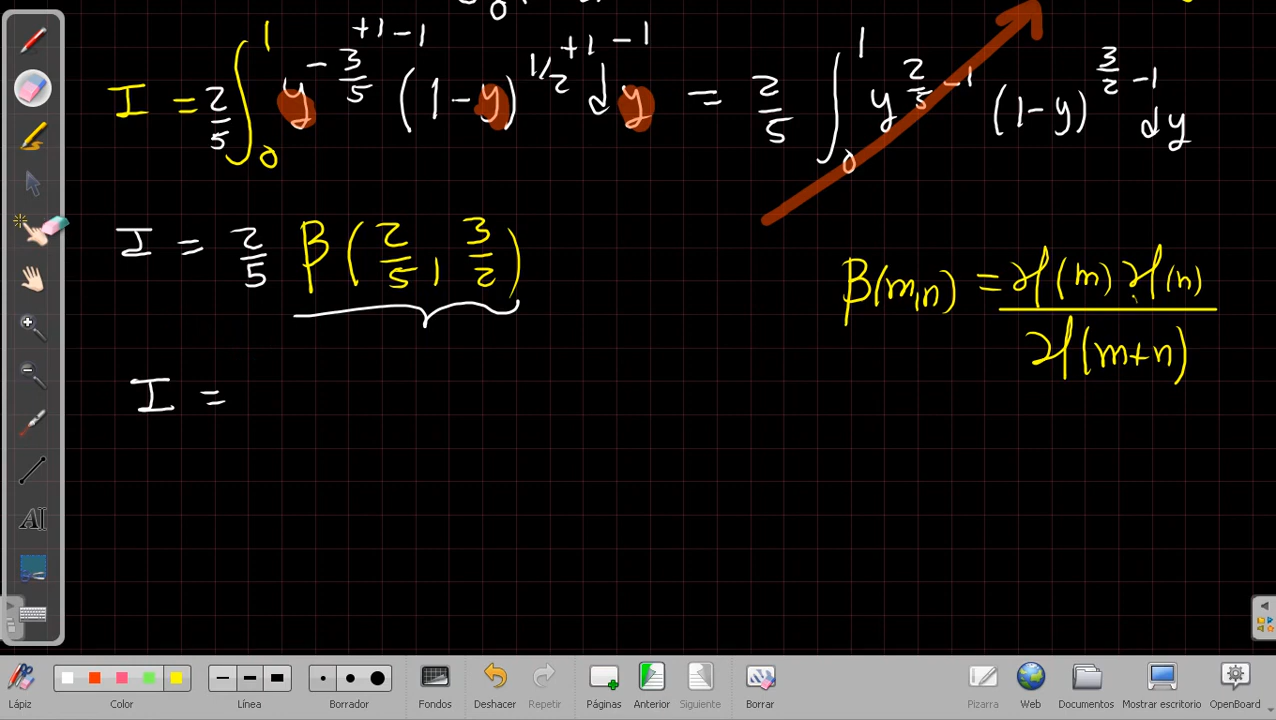 I = 2/5 ∫₀¹ y^(-3/5 +1-1) (1-y)^(1/2 +1-1) dy = 2/5 ∫₀¹ y^(2/5 -1) (1-y)^(3/2 -1) dy
I = 2/5 β(2/5, 3/2)
β(m,n) = Γ(m) Γ(n) / Γ(m+n)
I =
Lápiz Color Línea Borrador Fondos Deshacer Repetir Páginas Anterior Siguiente Borrar Pizarra Web Documentos Mostrar escritorio OpenBoard